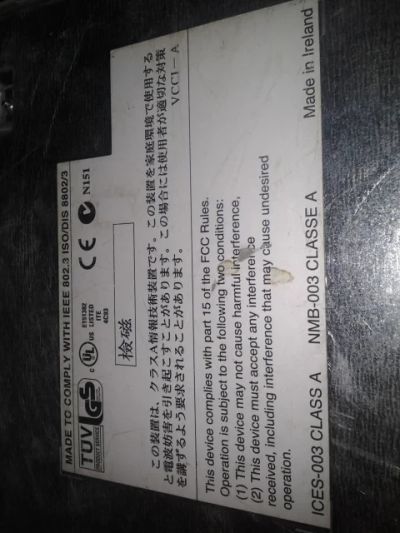 MADE TO COMPLY WITH IEEE 802.3 ISO/DIS 8802/3
TÜV
GS
PRODUCT SERVICE
C UL US LISTED
E151382
ITE
4C93
CE
N151
検磁
この装置は、クラスA情報技術装置です。この装置を家庭環境で使用する
と電波妨害を引き起こすことがあります。この場合には使用者が適切な対策
を講ずるよう要求されることがあります。
VCCI-A
This device complies with part 15 of the FCC Rules.
Operation is subject to the following two conditions:
(1) This device may not cause harmful interference,
(2) This device must accept any interference
received, including interference that may cause undesired
operation.
ICES-003 CLASS A NMB-003 CLASSE A Made in Ireland